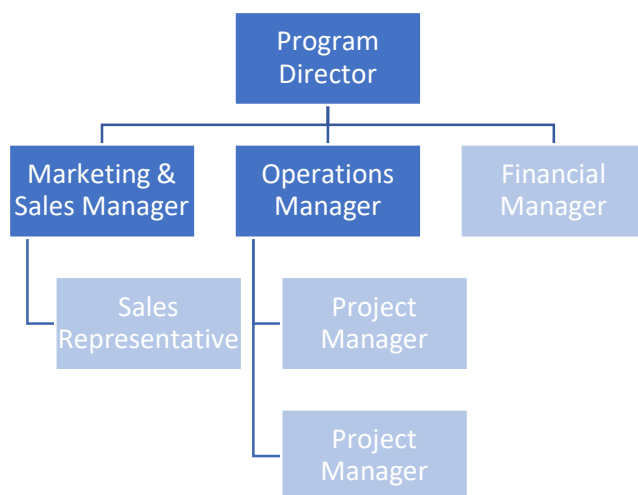 Program
Director
Marketing &
Sales Manager
Operations
Manager
Financial
Manager
Sales
Representative
Project
Manager
Project
Manager